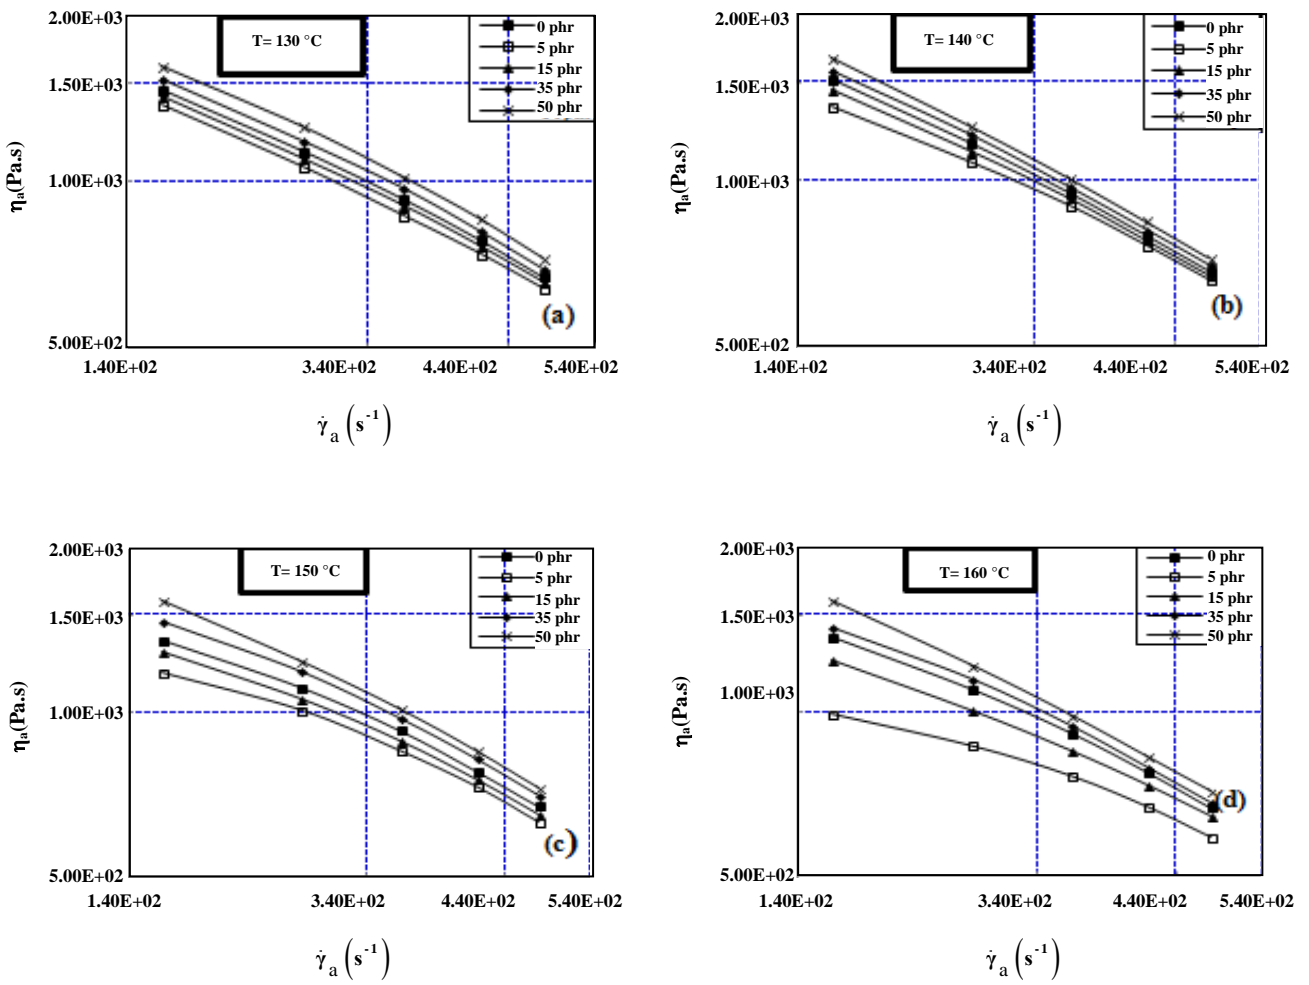 2.00E+03
T= 130 °C
0 phr
5 phr
15 phr
35 phr
50 phr
1.50E+03
1.00E+03
5.00E+02
ηa(Pa.s)
(a)
1.40E+02 3.40E+02 4.40E+02 5.40E+02
γ̇a (s-1)
2.00E+03
T= 140 °C
0 phr
5 phr
15 phr
35 phr
50 phr
1.50E+03
1.00E+03
5.00E+02
ηa(Pa.s)
(b)
1.40E+02 3.40E+02 4.40E+02 5.40E+02
γ̇a (s-1)
2.00E+03
T= 150 °C
0 phr
5 phr
15 phr
35 phr
50 phr
1.50E+03
1.00E+03
5.00E+02
ηa(Pa.s)
(c)
1.40E+02 3.40E+02 4.40E+02 5.40E+02
γ̇a (s-1)
2.00E+03
T= 160 °C
0 phr
5 phr
15 phr
35 phr
50 phr
1.50E+03
1.00E+03
5.00E+02
ηa(Pa.s)
(d)
1.40E+02 3.40E+02 4.40E+02 5.40E+02
γ̇a (s-1)